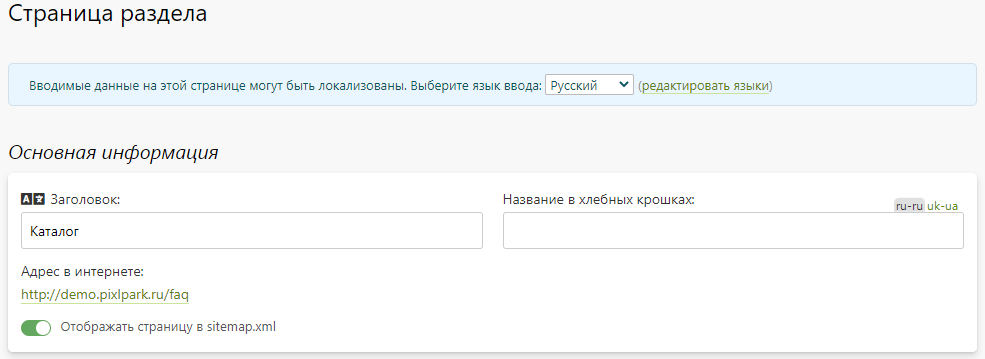 Страница раздела
Вводимые данные на этой странице могут быть локализованы. Выберите язык ввода: Русский (редактировать языки)
Основная информация
Заголовок:
Название в хлебных крошках:
ru-ru uk-ua
Каталог
Адрес в интернете:
http://demo.pixlpark.ru/faq
Отображать страницу в sitemap.xml